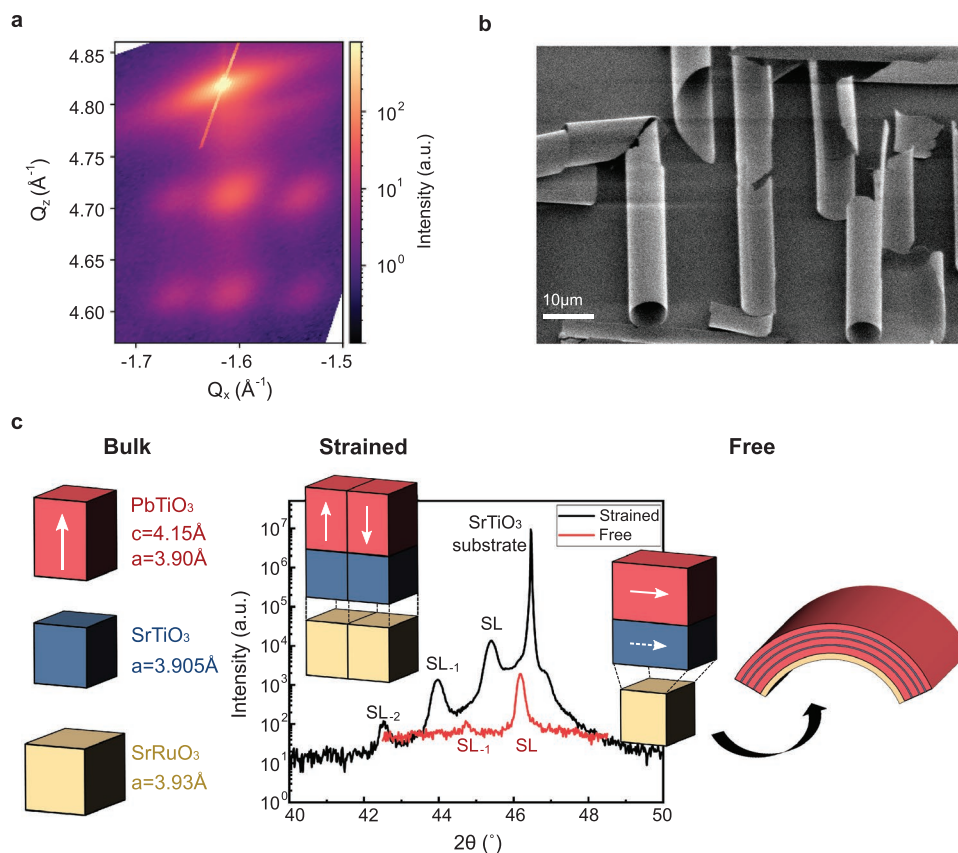 a
4.86
4.80
4.75
4.70
4.65
4.60
Qz (Å⁻¹)
-1.7
-1.6
-1.5
Qx (Å⁻¹)
10²
10¹
10⁰
Intensity (a.u.)
b
10µm
c
Bulk
Strained
Free
PbTiO₃
c=4.15Å
a=3.90Å
SrTiO₃
a=3.905Å
SrRuO₃
a=3.93Å
Intensity (a.u.)
10⁷
10⁶
10⁵
10⁴
10³
10²
10¹
10⁰
40
42
44
46
48
50
2θ (°)
SrTiO₃
substrate
Strained
Free
SL
SL₋₁
SL₋₂
SL₋₁
SL